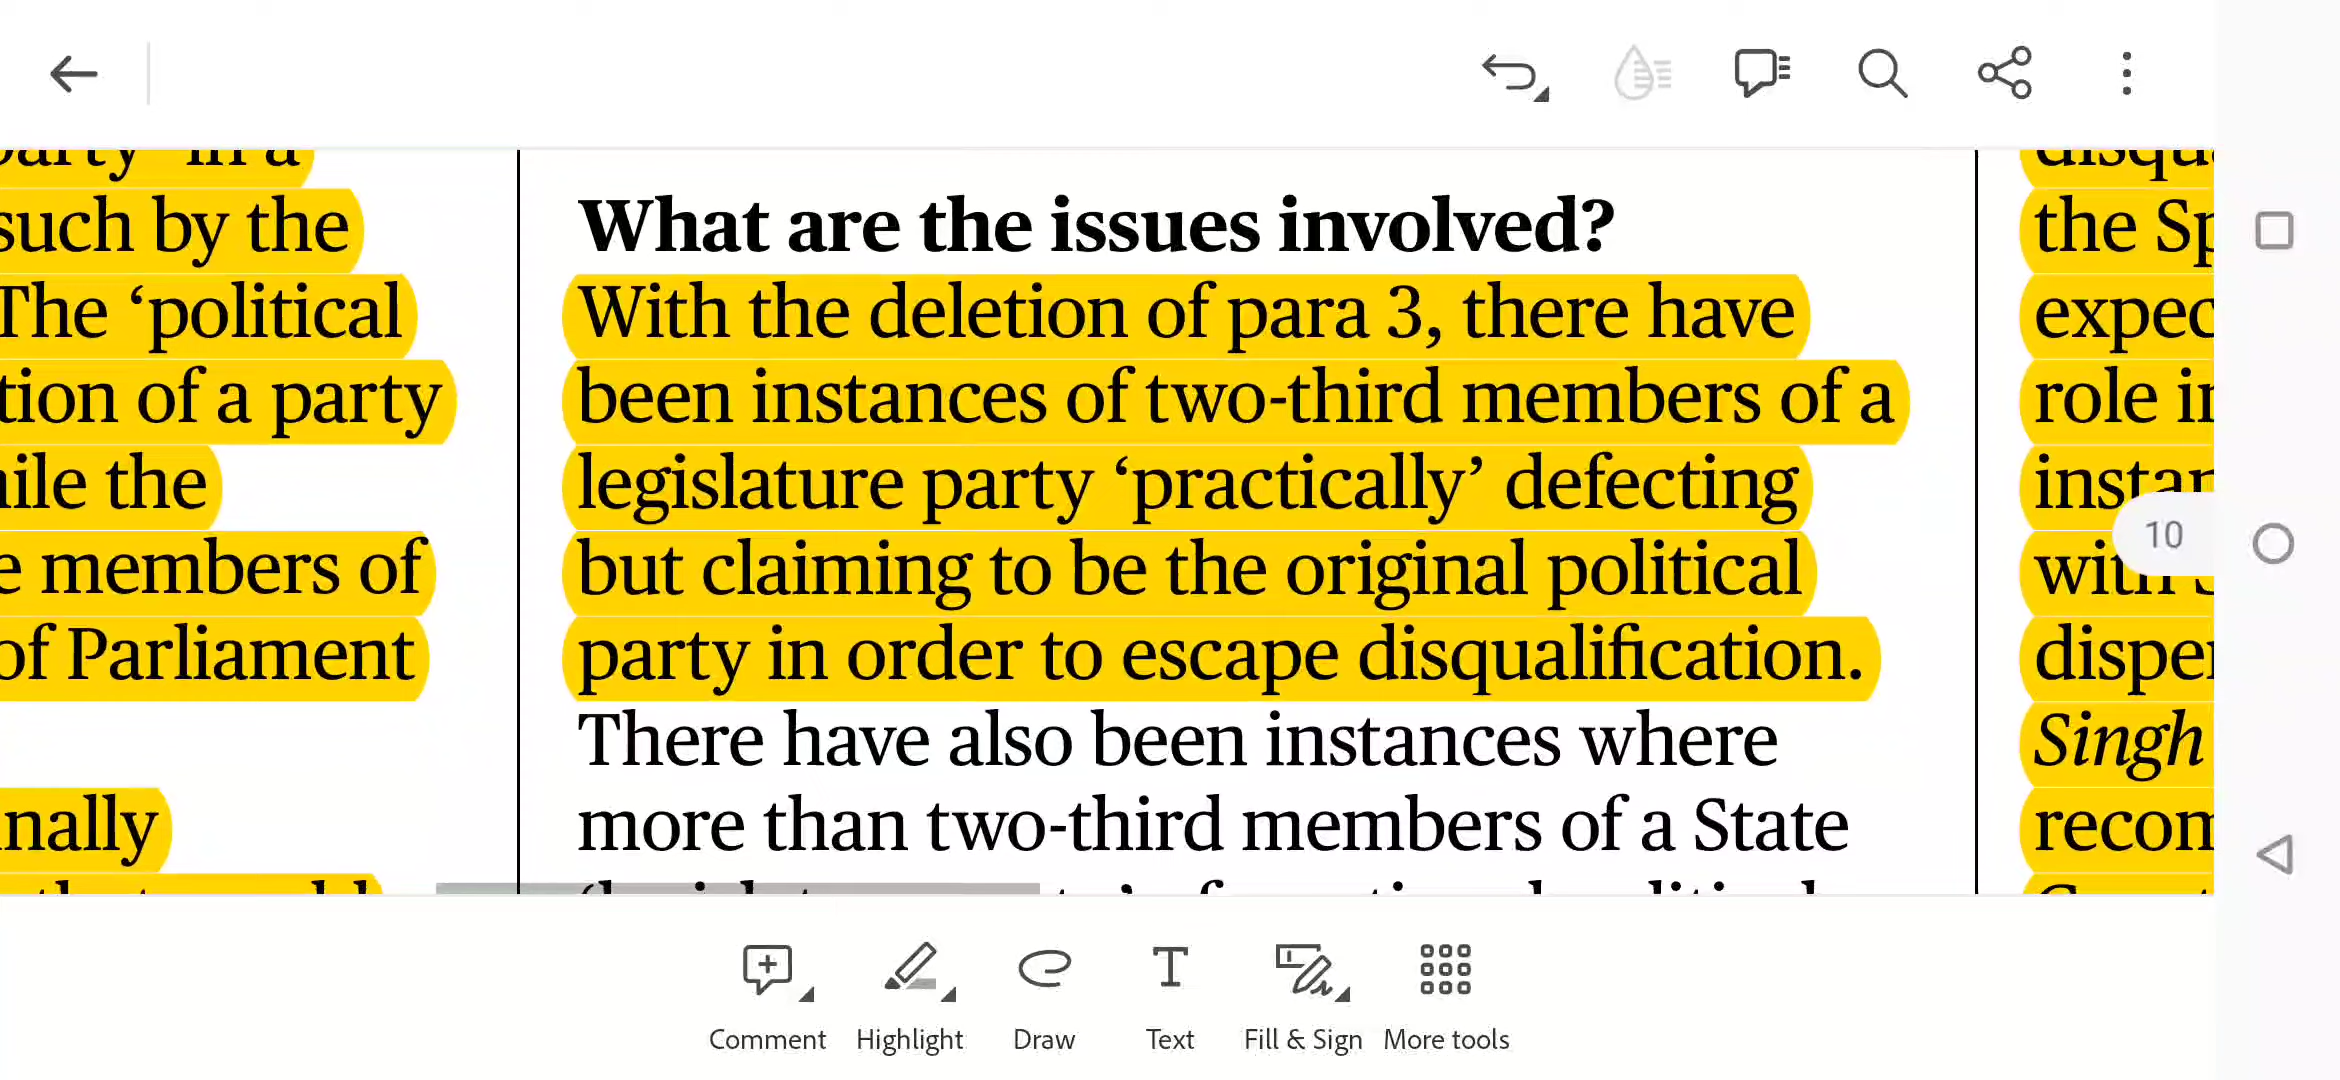 such by the
The ‘political
tion of a party
ile the
e members of
of Parliament
nally
What are the issues involved?
With the deletion of para 3, there have
been instances of two-third members of a
legislature party ‘practically’ defecting
but claiming to be the original political
party in order to escape disqualification.
There have also been instances where
more than two-third members of a State
the Sp
expec
role in
instan
with
disper
Singh
recom
10
Comment
Highlight
Draw
Text
Fill & Sign
More tools